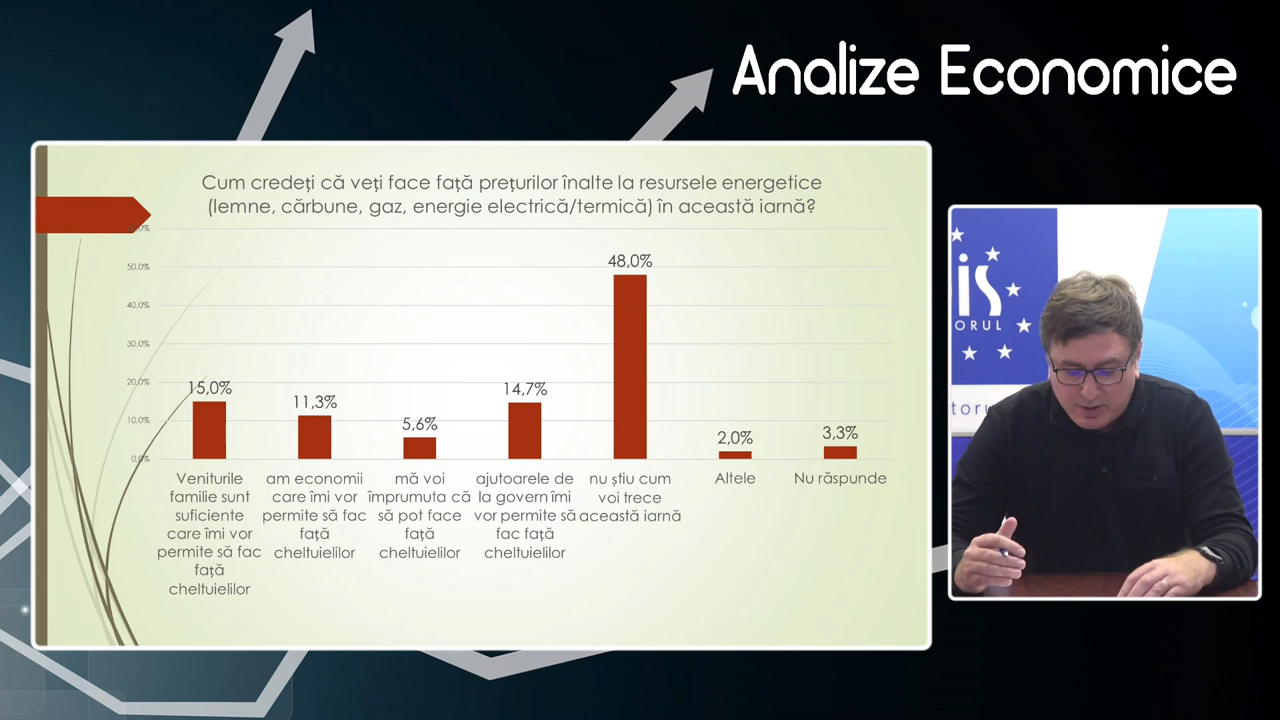 Analize Economice
Cum credeți că veți face față prețurilor înalte la resursele energetice
(lemne, cărbune, gaz, energie electrică/termică) în această iarnă?
50,0%
40,0%
30,0%
20,0%
10,0%
0,0%
15,0%
11,3%
5,6%
14,7%
48,0%
2,0%
3,3%
Veniturile
familie sunt
suficiente
care îmi vor
permite să fac
față
cheltuielilor
am economii
care îmi vor
permite să fac
față
cheltuielilor
mă voi
împrumuta că
să pot face
față
cheltuielilor
ajutoarele de
la govern îmi
vor permite să
fac față
cheltuielilor
nu știu cum
voi trece
această iarnă
Altele
Nu răspunde
is
ORUL
toru